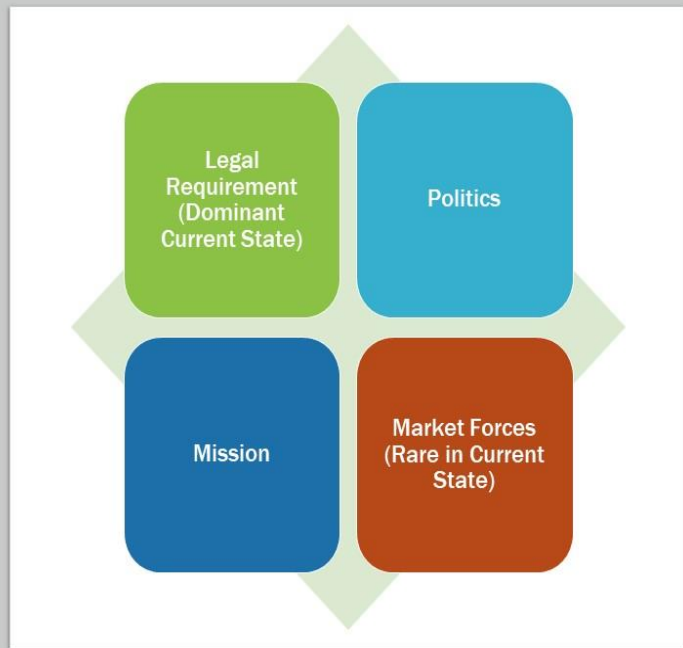 Legal
Requirement
(Dominant
Current State)
Politics
Mission
Market Forces
(Rare in Current
State)